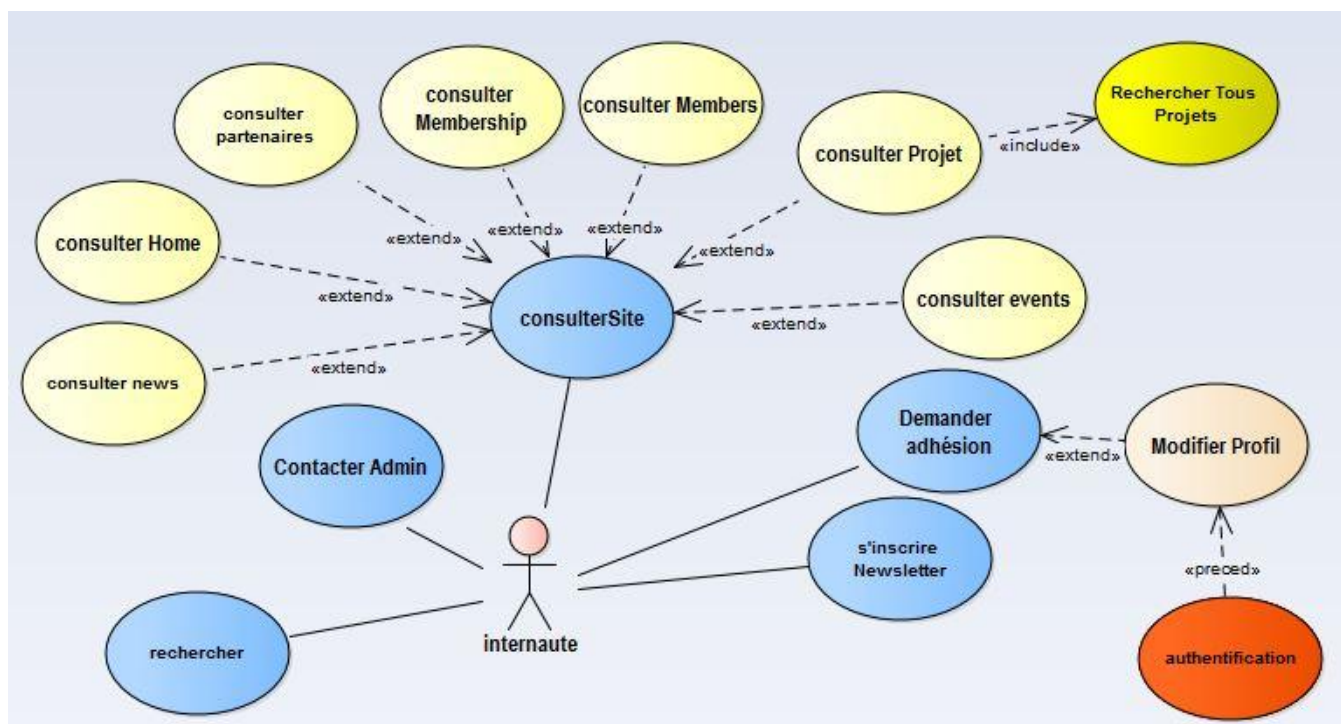 consulter
partenaires
consulter
Membership
consulter Members
consulter Projet
«include»
Rechercher Tous
Projets
consulter Home
«extend»
«extend»
«extend»
«extend»
«extend»
consulter news
«extend»
consulterSite
«extend»
consulter events
Contacter Admin
Demander
adhésion
«extend»
Modifier Profil
s'inscrire
Newsletter
«preced»
rechercher
internaute
authentification